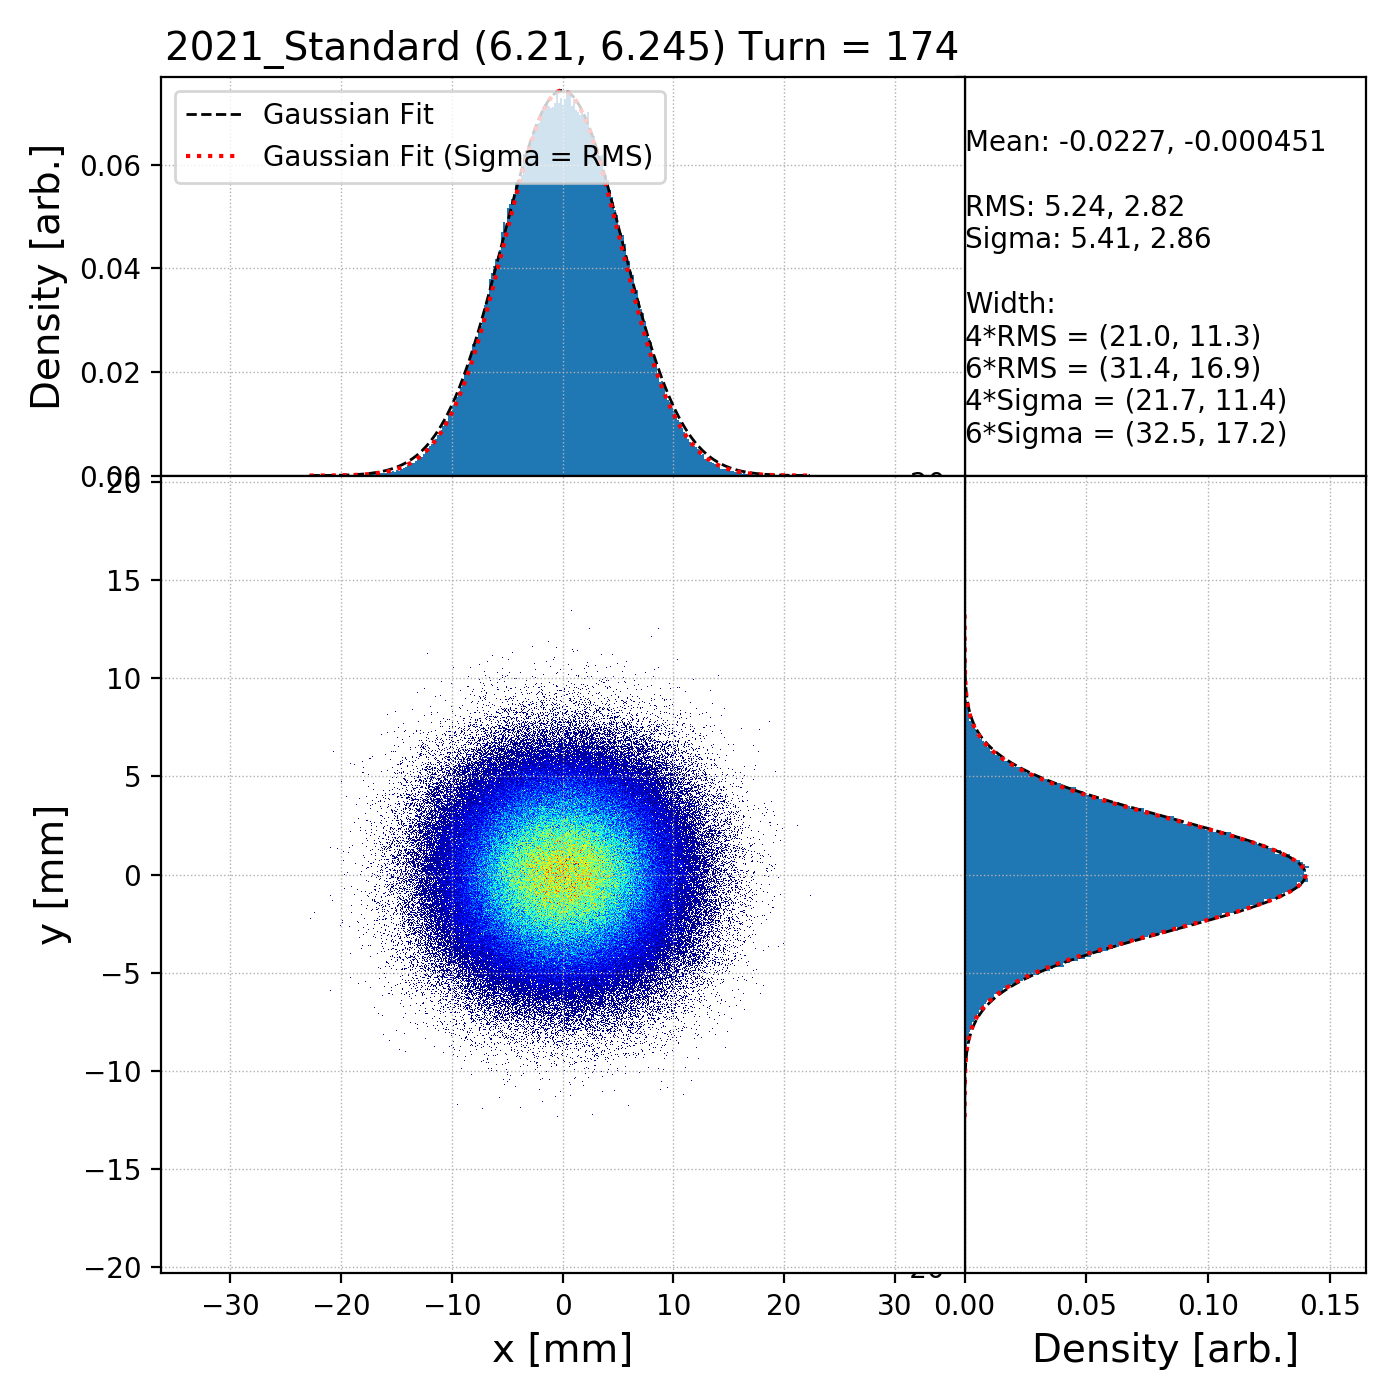 2021_Standard (6.21, 6.245) Turn = 174
Gaussian Fit
Gaussian Fit (Sigma = RMS)
Density [arb.]
0.06
0.04
0.02
0.00
Mean: -0.0227, -0.000451
RMS: 5.24, 2.82
Sigma: 5.41, 2.86
Width:
4*RMS = (21.0, 11.3)
6*RMS = (31.4, 16.9)
4*Sigma = (21.7, 11.4)
6*Sigma = (32.5, 17.2)
y [mm]
20
15
10
5
0
−5
−10
−15
−20
−30
−20
−10
0
10
20
30
x [mm]
0.00
0.05
0.10
0.15
Density [arb.]